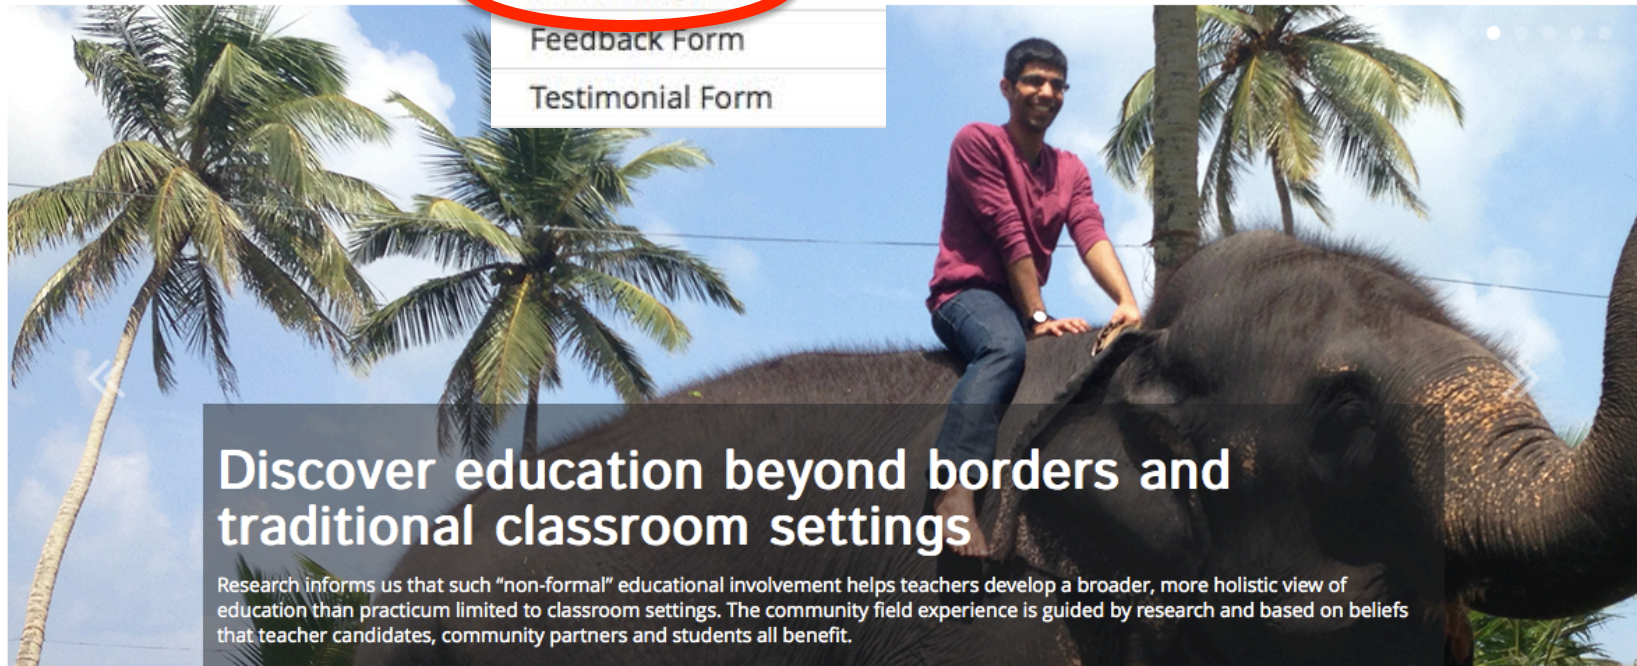 Feedback Form
Testimonial Form
Discover education beyond borders and
traditional classroom settings
Research informs us that such “non-formal” educational involvement helps teachers develop a broader, more holistic view of
education than practicum limited to classroom settings. The community field experience is guided by research and based on beliefs
that teacher candidates, community partners and students all benefit.